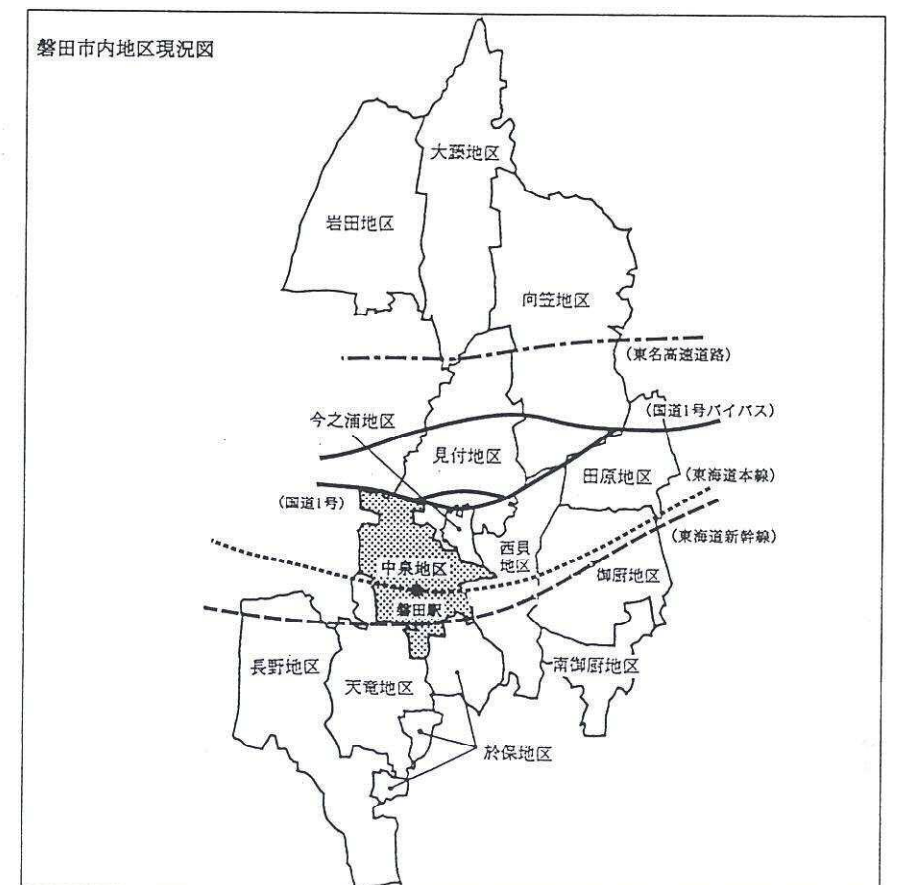 磐田市内地区現況図
大藤地区
岩田地区
向笠地区
(東名高速道路)
(国道1号バイパス)
今之浦地区
見付地区
田原地区
(東海道本線)
(国道1号)
(東海道新幹線)
西貝
地区
中泉地区
御厨地区
磐田駅
長野地区
南御厨地区
天竜地区
於保地区